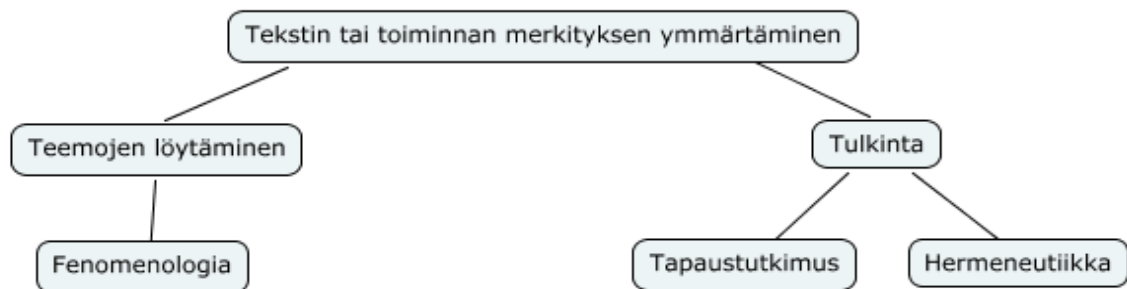 Tekstin tai toiminnan merkityksen ymmärtäminen
Teemojen löytäminen
Tulkinta
Fenomenologia
Tapaustutkimus
Hermeneutiikka